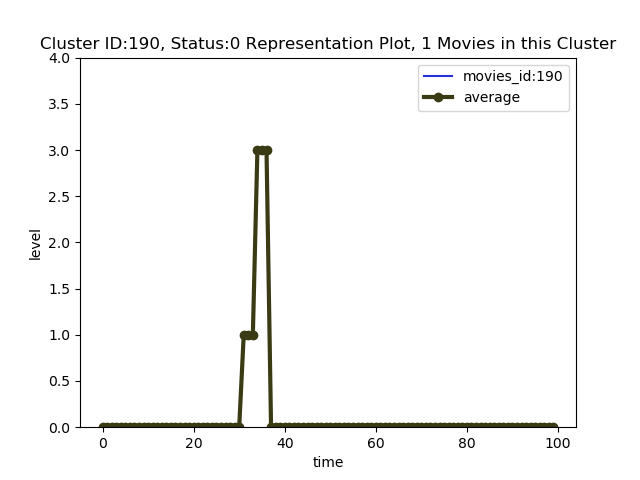 Cluster ID:190, Status:0 Representation Plot, 1 Movies in this Cluster
4.0
3.5
3.0
2.5
2.0
1.5
1.0
0.5
0.0
level
movies_id:190
average
0 20 40 60 80 100
time